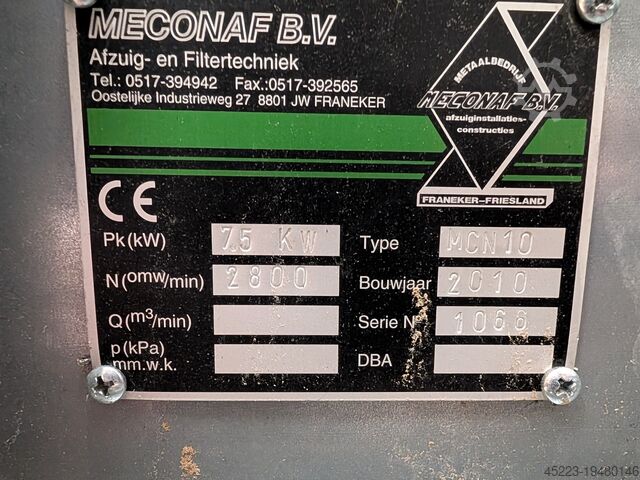 MECONAF B.V.
Afzuig- en Filtertechniek
Tel.: 0517-394942 Fax.:0517-392565
Oostelijke Industrieweg 27 8801 JW FRANEKER
METAALBEDRIJF
MECONAF B.V.
afzuiginstallaties-
constructies
FRANEKER-FRIESLAND
CE
Pk(kW) 7.5 KW Type MCN10
N(omw/min) 2800 Bouwjaar 2010
Q(m³/min) Serie Nº 1066
p(kPa)
mm.w.k. DBA
45223-19480146